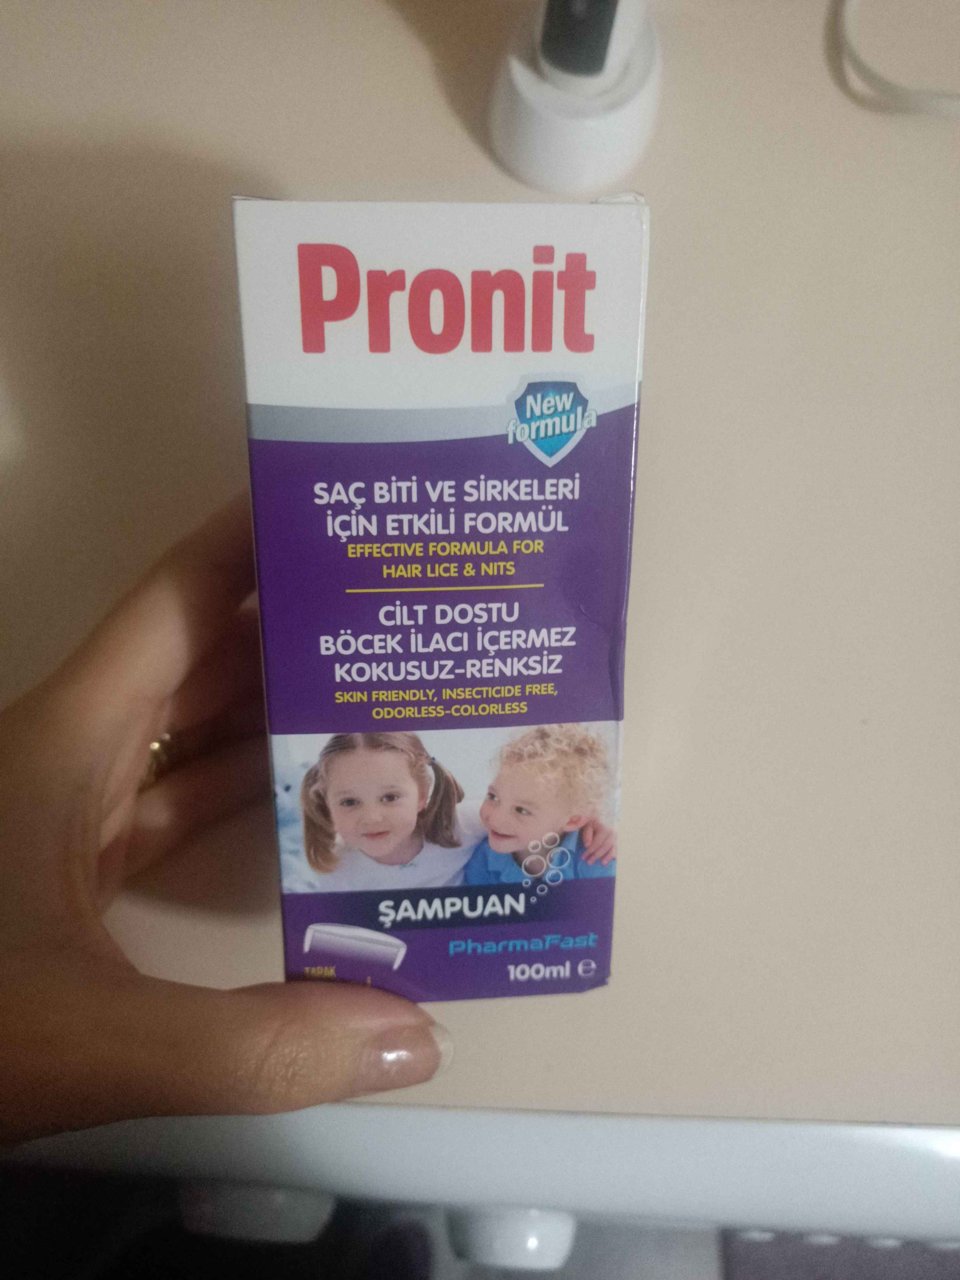 Pronit
New
formula
SAÇ BİTİ VE SİRKELERİ
İÇİN ETKİLİ FORMÜL
EFFECTIVE FORMULA FOR
HAIR LICE & NITS
CİLT DOSTU
BÖCEK İLACI İÇERMEZ
KOKUSUZ-RENKSİZ
SKIN FRIENDLY, INSECTICIDE FREE,
ODORLESS-COLORLESS
ŞAMPUAN
PharmaFast
TARAK
100ml ℮